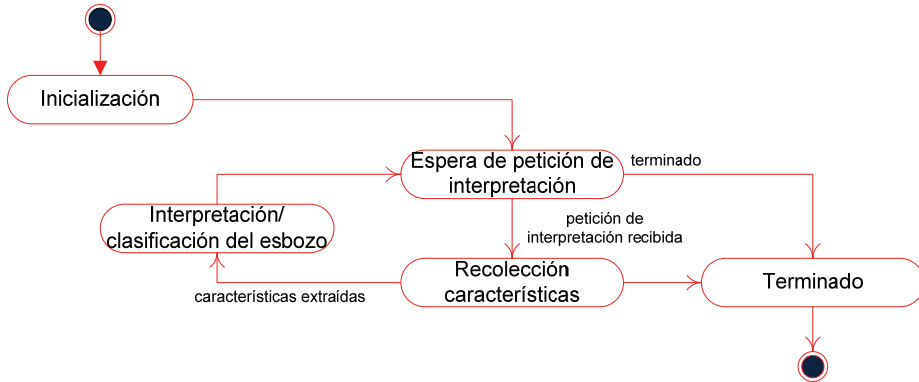 Inicialización
Espera de petición de
interpretación
terminado
Interpretación/
clasificación del esbozo
petición de
interpretación recibida
Recolección
características
Terminado
características extraídas